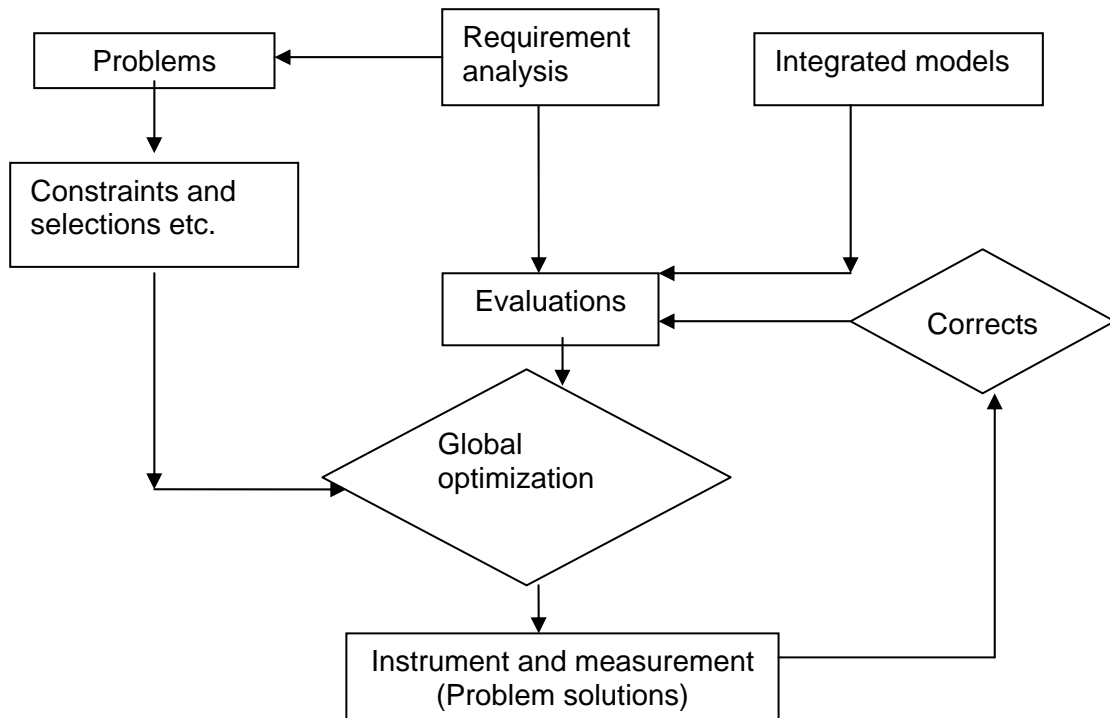 Problems
Requirement
analysis
Integrated models
Constraints and
selections etc.
Evaluations
Corrects
Global
optimization
Instrument and measurement
(Problem solutions)